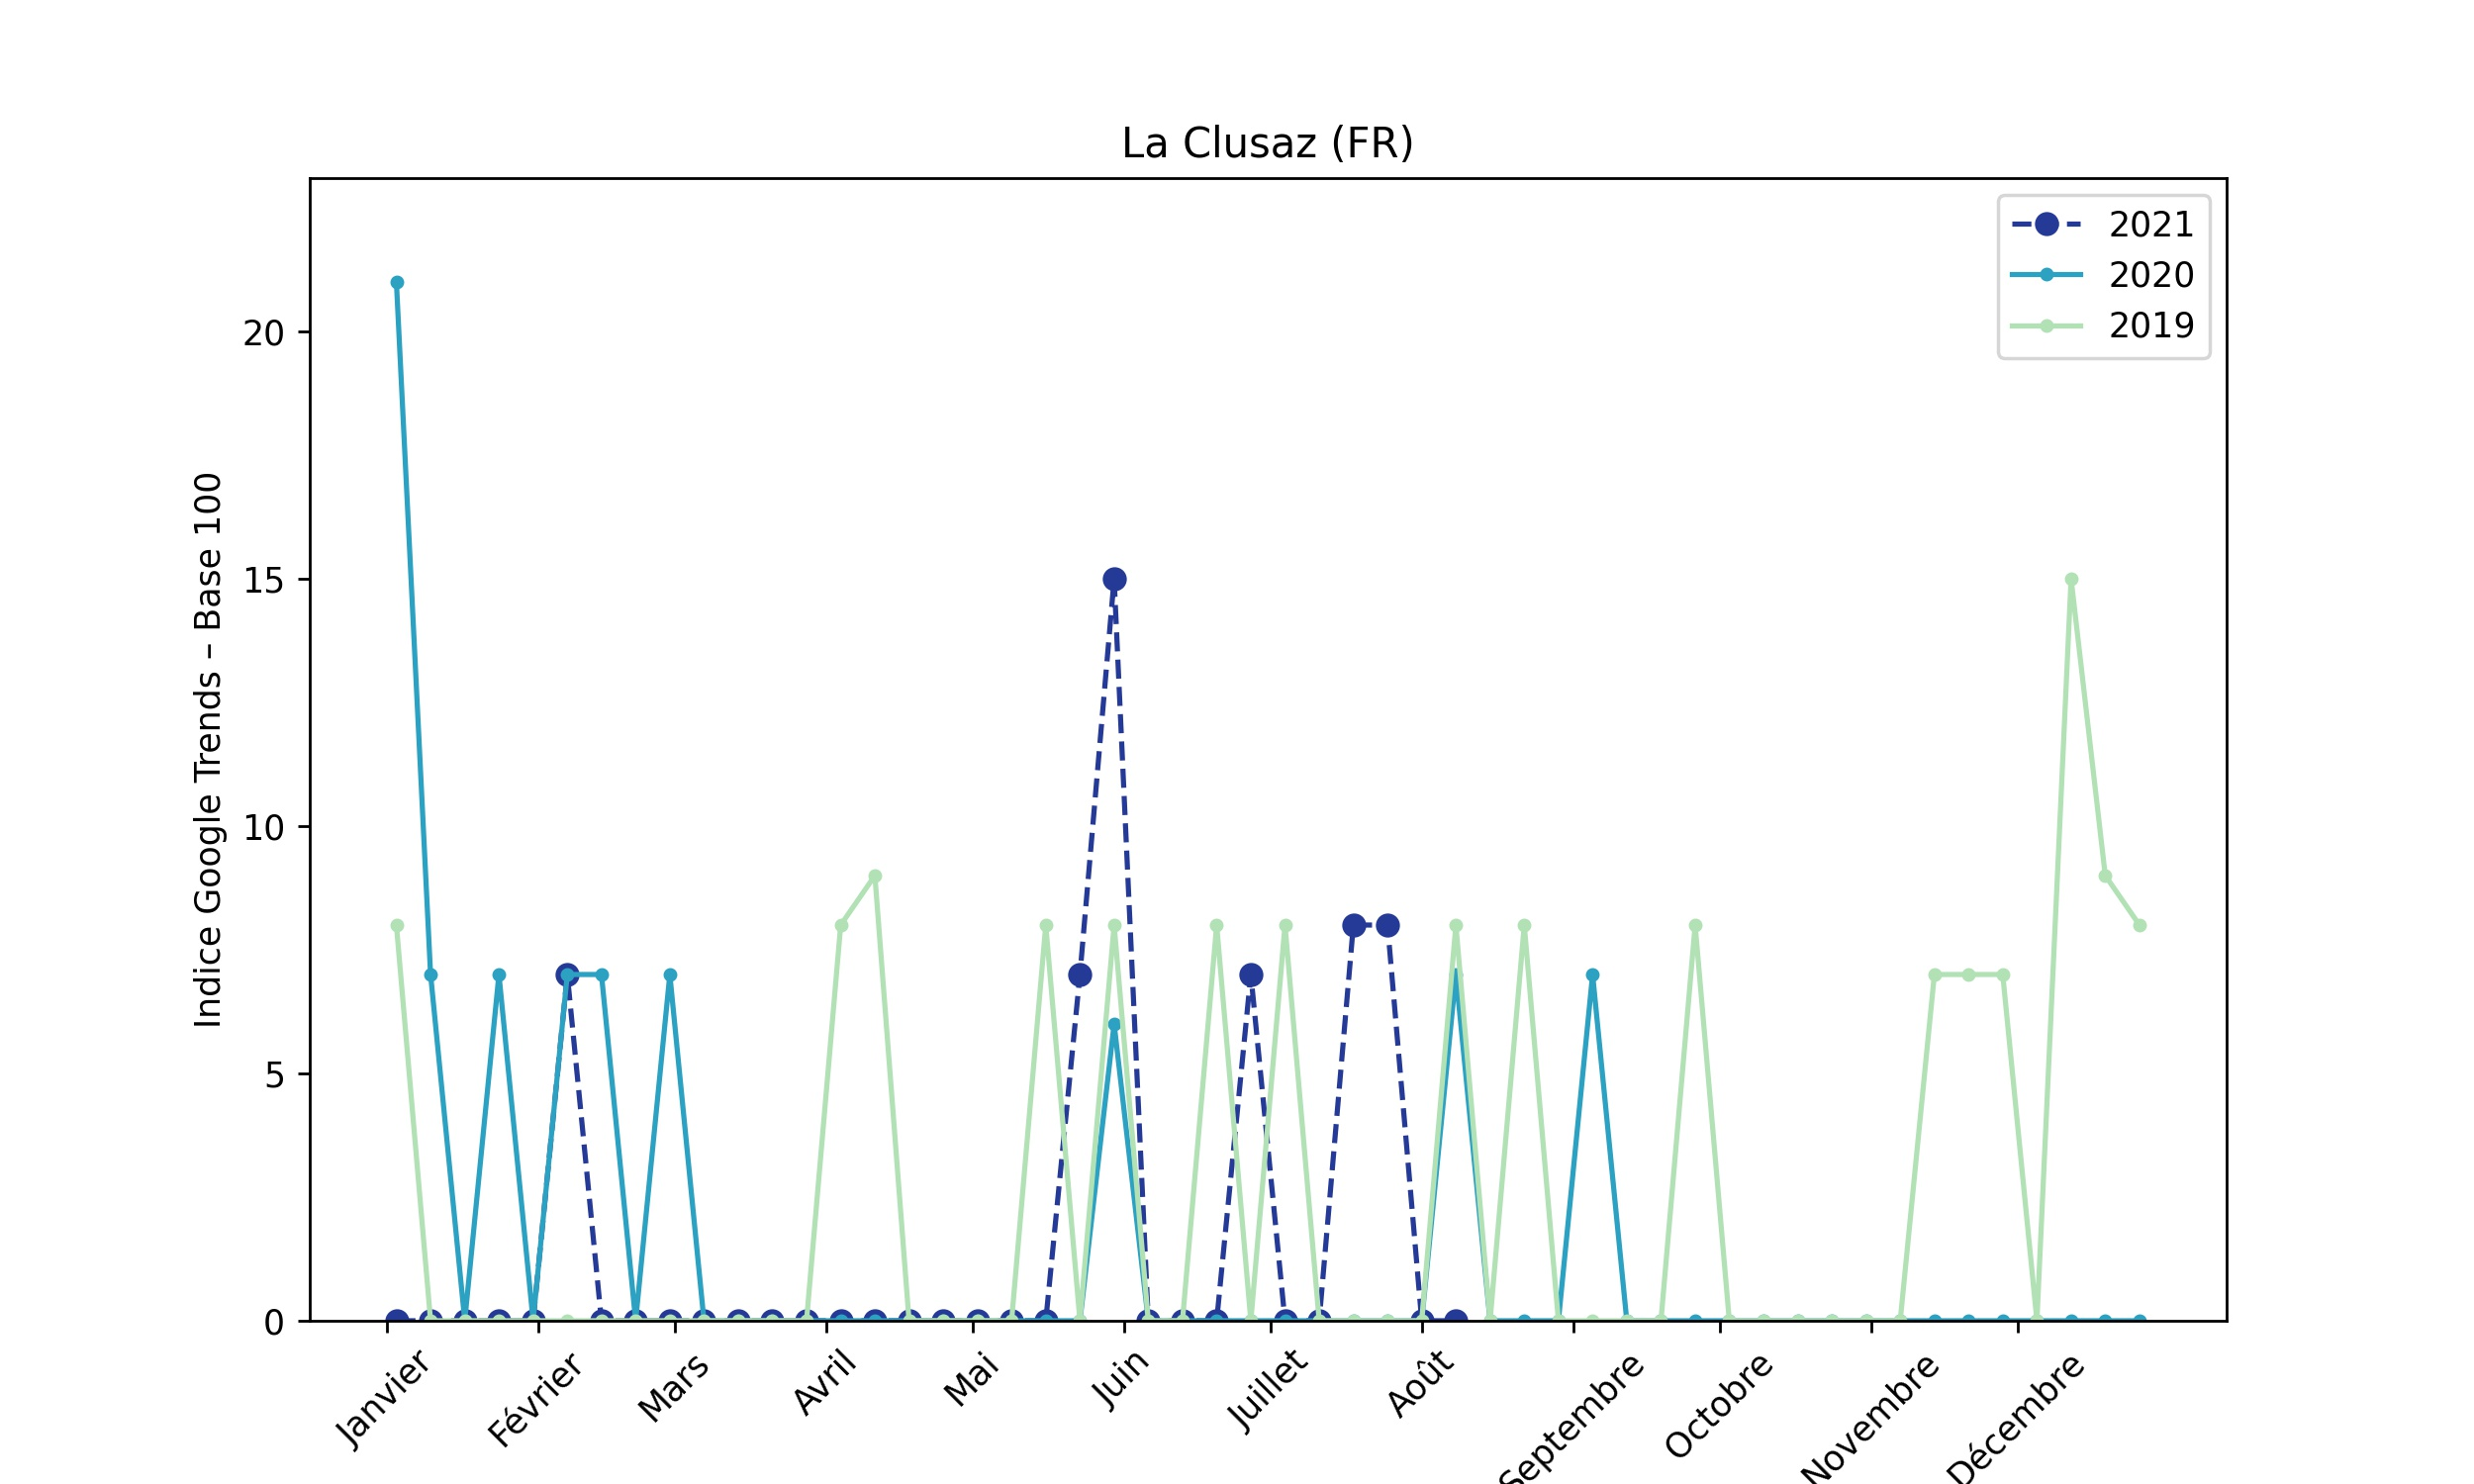 La Clusaz (FR)
2021
2020
2019
Indice Google Trends – Base 100
20
15
10
5
0
Janvier
Février
Mars
Avril
Mai
Juin
Juillet
Août
Septembre
Octobre
Novembre
Décembre